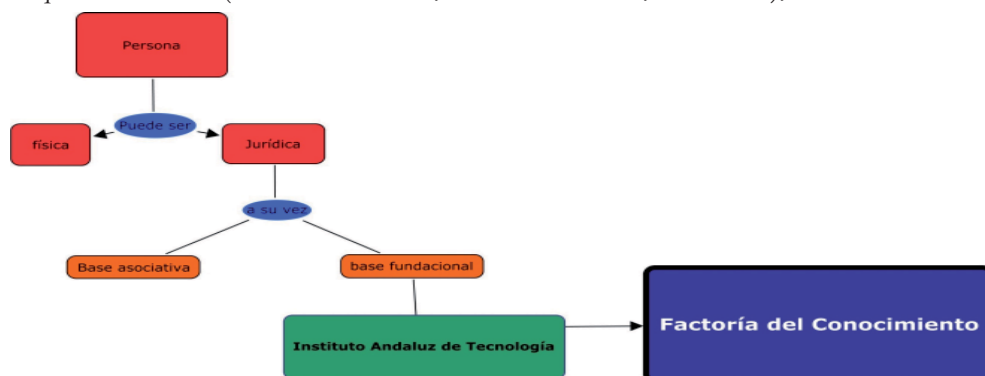 Persona
Puede ser
física
Jurídica
a su vez
Base asociativa
base fundacional
Instituto Andaluz de Tecnología
Factoría del Conocimiento